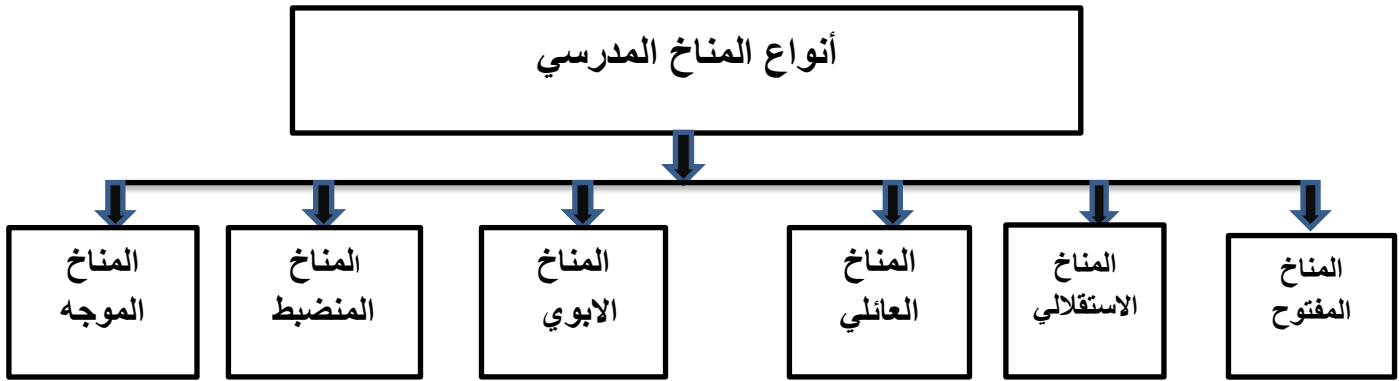 أنواع المناخ المدرسي
المناخ
المفتوح
المناخ
الاستقلالي
المناخ
العائلي
المناخ
الابوي
المناخ
المنضبط
المناخ
الموجه